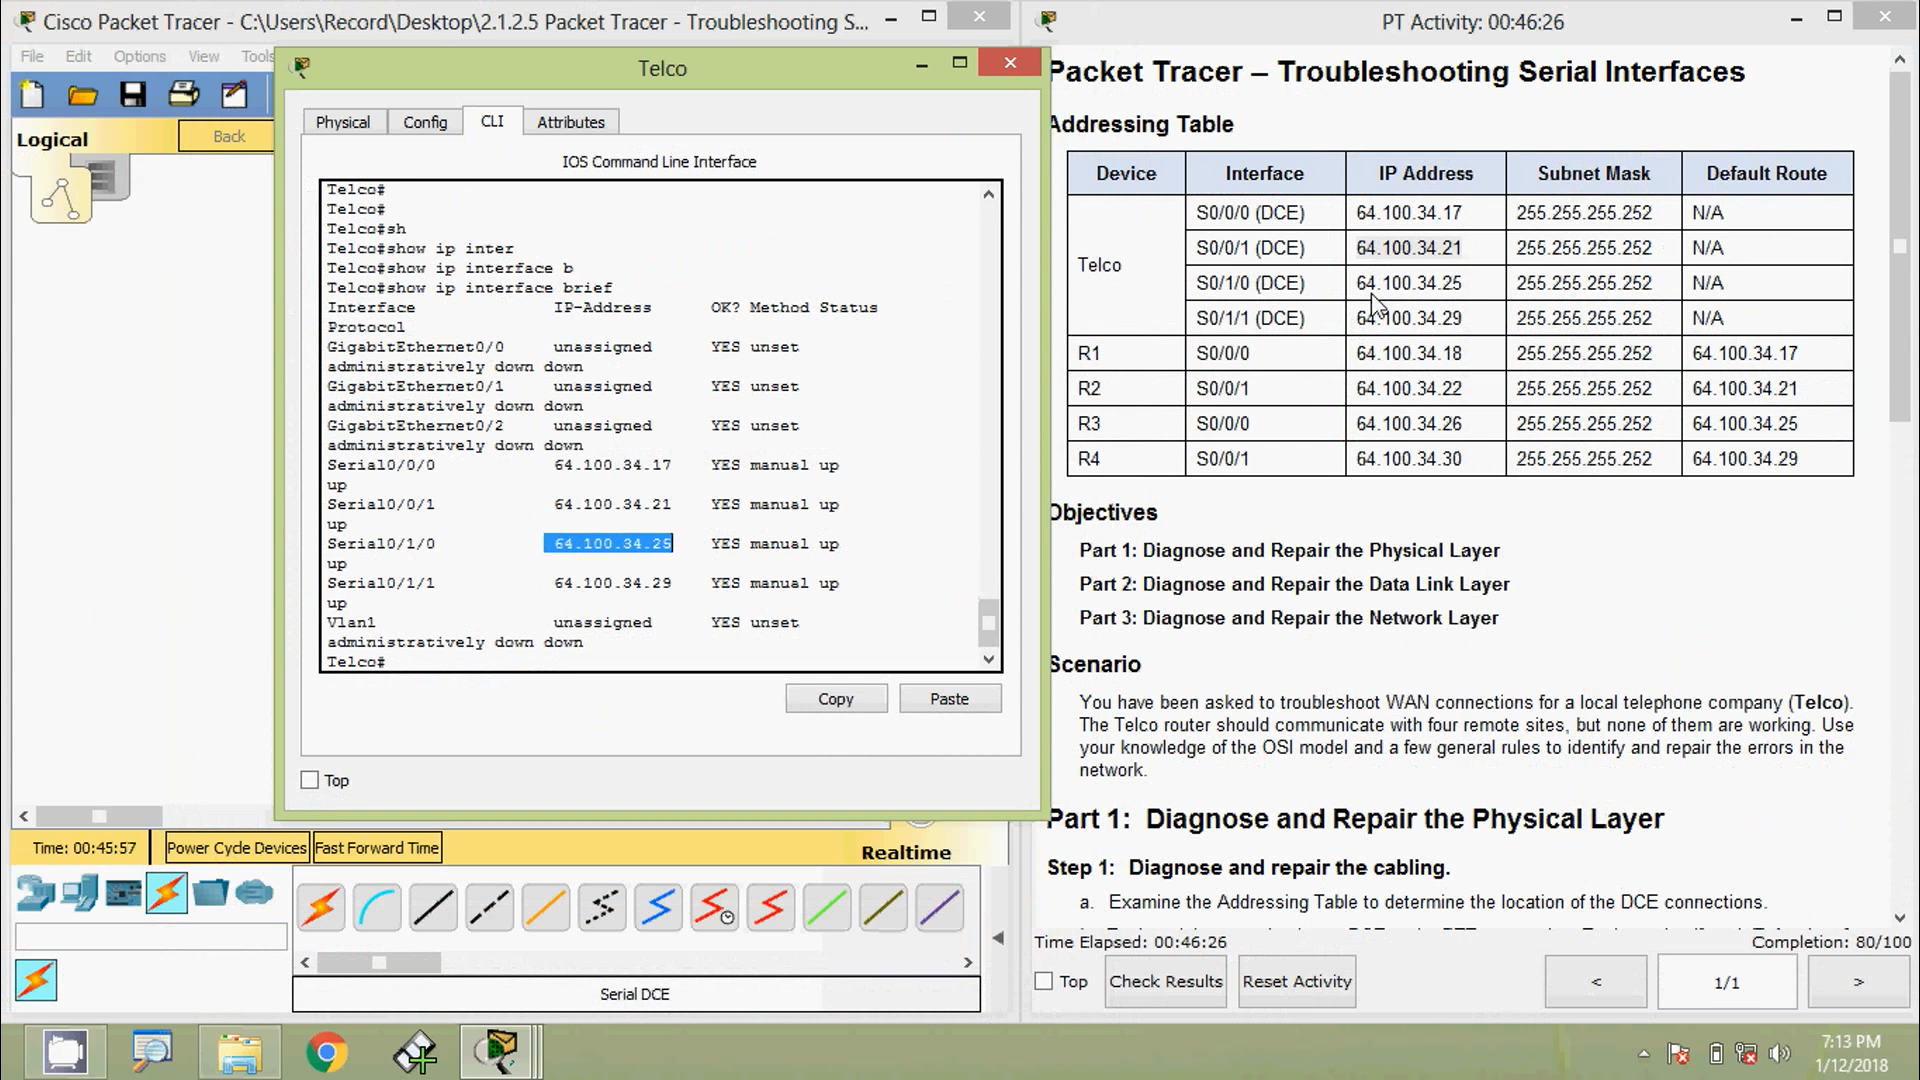 Cisco Packet Tracer - C:\Users\Record\Desktop\2.1.2.5 Packet Tracer - Troubleshooting S...
File Edit Options View Tools
Logical
Back
Telco
Physical Config CLI Attributes
IOS Command Line Interface
Telco#
Telco#
Telco#sh
Telco#show ip inter
Telco#show ip interface b
Telco#show ip interface brief
Interface IP-Address OK? Method Status
Protocol
GigabitEthernet0/0 unassigned YES unset
administratively down down
GigabitEthernet0/1 unassigned YES unset
administratively down down
GigabitEthernet0/2 unassigned YES unset
administratively down down
Serial0/0/0 64.100.34.17 YES manual up
up
Serial0/0/1 64.100.34.21 YES manual up
up
Serial0/1/0 64.100.34.25 YES manual up
up
Serial0/1/1 64.100.34.29 YES manual up
up
Vlan1 unassigned YES unset
administratively down down
Telco#
Copy Paste
Top
Time: 00:45:57 Power Cycle Devices Fast Forward Time
Realtime
Serial DCE
PT Activity: 00:46:26
Packet Tracer – Troubleshooting Serial Interfaces
Addressing Table
Device Interface IP Address Subnet Mask Default Route
Telco
S0/0/0 (DCE) 64.100.34.17 255.255.255.252 N/A
S0/0/1 (DCE) 64.100.34.21 255.255.255.252 N/A
S0/1/0 (DCE) 64.100.34.25 255.255.255.252 N/A
S0/1/1 (DCE) 64.100.34.29 255.255.255.252 N/A
R1 S0/0/0 64.100.34.18 255.255.255.252 64.100.34.17
R2 S0/0/1 64.100.34.22 255.255.255.252 64.100.34.21
R3 S0/0/0 64.100.34.26 255.255.255.252 64.100.34.25
R4 S0/0/1 64.100.34.30 255.255.255.252 64.100.34.29
Objectives
Part 1: Diagnose and Repair the Physical Layer
Part 2: Diagnose and Repair the Data Link Layer
Part 3: Diagnose and Repair the Network Layer
Scenario
You have been asked to troubleshoot WAN connections for a local telephone company (Telco).
The Telco router should communicate with four remote sites, but none of them are working. Use
your knowledge of the OSI model and a few general rules to identify and repair the errors in the
network.
Part 1: Diagnose and Repair the Physical Layer
Step 1: Diagnose and repair the cabling.
a. Examine the Addressing Table to determine the location of the DCE connections.
Time Elapsed: 00:46:26 Completion: 80/100
Top Check Results Reset Activity < 1/1 >
7:13 PM
1/12/2018